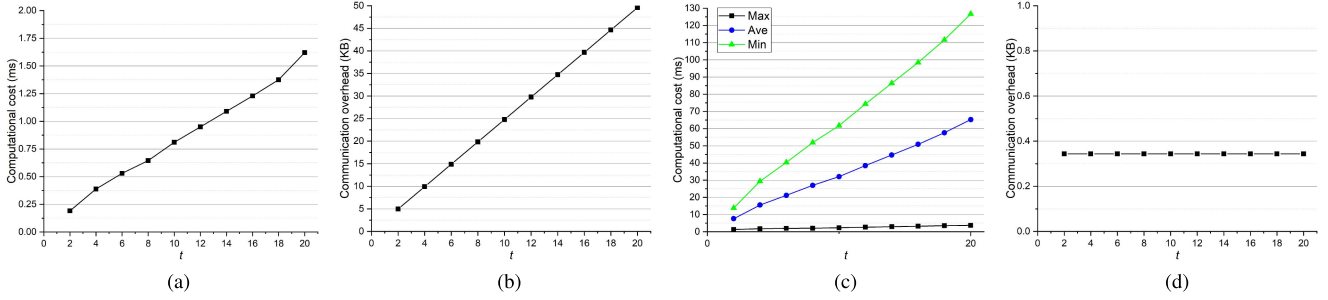 2.00
1.75
1.50
1.25
1.00
0.75
0.50
0.25
0.00
Computational cost (ms)
0 2 4 6 8 10 12 14 16 18 20
t
(a)
50
45
40
35
30
25
20
15
10
5
0
Communication overhead (KB)
0 2 4 6 8 10 12 14 16 18 20
t
(b)
130
120
110
100
90
80
70
60
50
40
30
20
10
0
Computational cost (ms)
Max
Ave
Min
0 20
t
(c)
1.0
0.8
0.6
0.4
0.2
0.0
Communication overhead (KB)
0 2 4 6 8 10 12 14 16 18 20
t
(d)